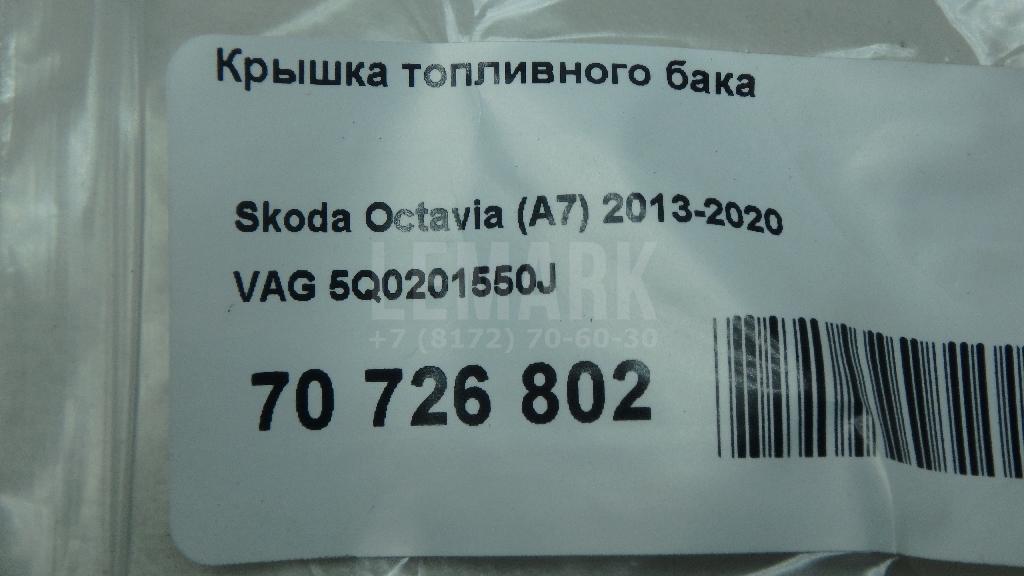 Крышка топливного бака
Skoda Octavia (A7) 2013-2020
VAG 5Q0201550J
LEMARK
+7 (8172) 70-60-30
70 726 802